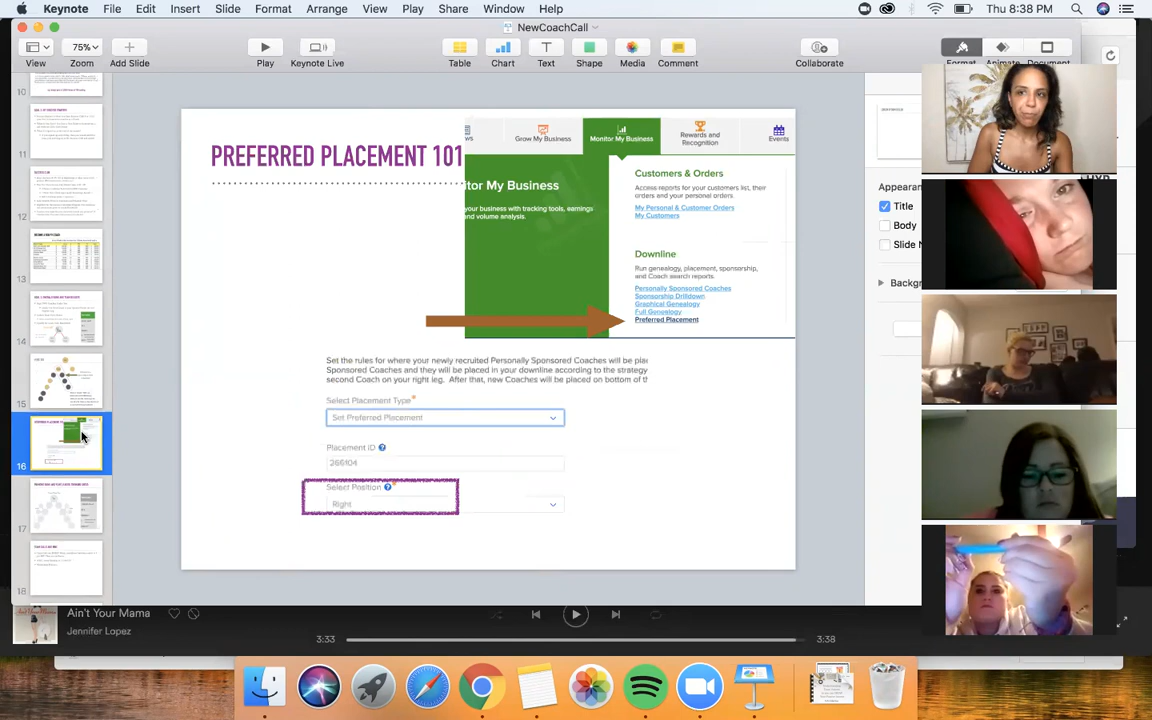 Keynote File Edit Insert Slide Format Arrange View Play Share Window Help
Thu 8:38 PM
NewCoachCall
75%
View Zoom Add Slide
Play Keynote Live
Table Chart Text Shape Media Comment
Collaborate
Format Animate Document
10
11
12
13
14
15
16
17
18
PREFERRED PLACEMENT 101
Grow My Business
Monitor My Business
Rewards and
Recognition
Events
itor My Business
your business with tracking tools, earnings
and volume analysis.
Customers & Orders
Access reports for your customers list, their
orders and your personal orders.
My Personal & Customer Orders
My Customers
Downline
Run genealogy, placement, sponsorship,
and Coach search reports.
Personally Sponsored Coaches
Sponsorship Drilldown
Graphical Genealogy
Full Genealogy
Preferred Placement
Set the rules for where your newly recruited Personally Sponsored Coaches will be plac
Sponsored Coaches and they will be placed in your downline according to the strategy
second Coach on your right leg. After that, new Coaches will be placed on bottom of th
Select Placement Type*
Set Preferred Placement
Placement ID ?
266104
Select Position ?*
Right
Appearance
Title
Body
Slide N
Backgr
Ain't Your Mama
Jennifer Lopez
3:33
3:38